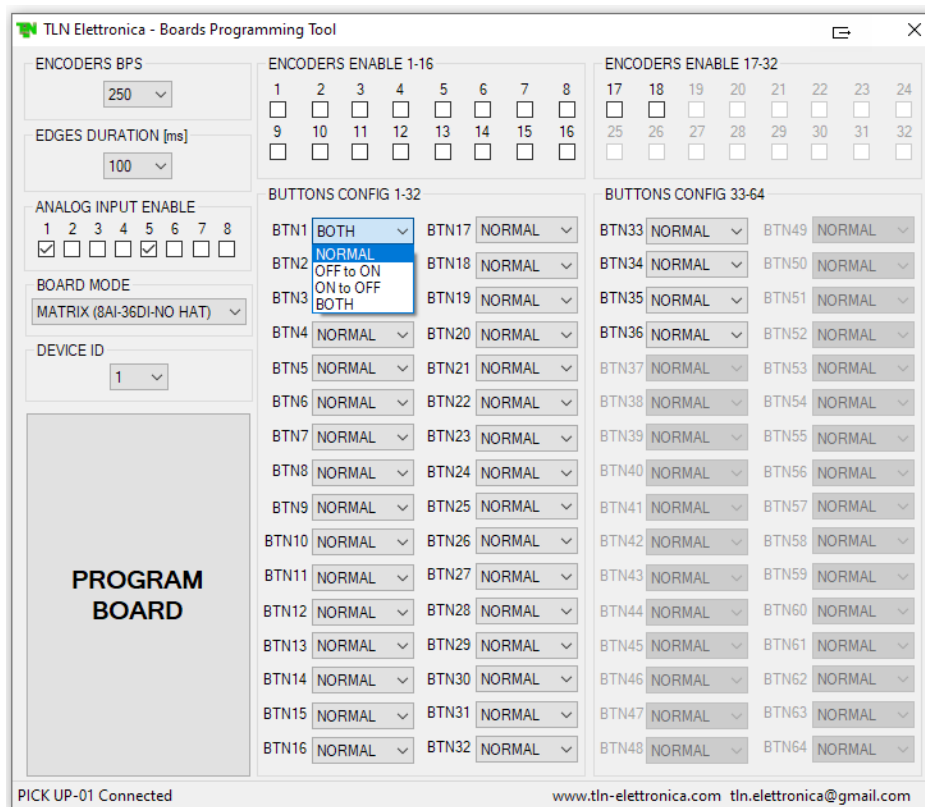 TLN Elettronica - Boards Programming Tool
ENCODERS BPS
250
EDGES DURATION [ms]
100
ANALOG INPUT ENABLE
1 2 3 4 5 6 7 8
BOARD MODE
MATRIX (8AI-36DI-NO HAT)
DEVICE ID
1
PROGRAM
BOARD
ENCODERS ENABLE 1-16
1 2 3 4 5 6 7 8
9 10 11 12 13 14 15 16
ENCODERS ENABLE 17-32
17 18 19 20 21 22 23 24
25 26 27 28 29 30 31 32
BUTTONS CONFIG 1-32
BTN1 BOTH BTN17 NORMAL
NORMAL
OFF to ON
ON to OFF
BOTH
BTN2 BTN18 NORMAL
BTN3 BTN19 NORMAL
BTN4 NORMAL BTN20 NORMAL
BTN5 NORMAL BTN21 NORMAL
BTN6 NORMAL BTN22 NORMAL
BTN7 NORMAL BTN23 NORMAL
BTN8 NORMAL BTN24 NORMAL
BTN9 NORMAL BTN25 NORMAL
BTN10 NORMAL BTN26 NORMAL
BTN11 NORMAL BTN27 NORMAL
BTN12 NORMAL BTN28 NORMAL
BTN13 NORMAL BTN29 NORMAL
BTN14 NORMAL BTN30 NORMAL
BTN15 NORMAL BTN31 NORMAL
BTN16 NORMAL BTN32 NORMAL
BUTTONS CONFIG 33-64
BTN33 NORMAL BTN49 NORMAL
BTN34 NORMAL BTN50 NORMAL
BTN35 NORMAL BTN51 NORMAL
BTN36 NORMAL BTN52 NORMAL
BTN37 NORMAL BTN53 NORMAL
BTN38 NORMAL BTN54 NORMAL
BTN39 NORMAL BTN55 NORMAL
BTN40 NORMAL BTN56 NORMAL
BTN41 NORMAL BTN57 NORMAL
BTN42 NORMAL BTN58 NORMAL
BTN43 NORMAL BTN59 NORMAL
BTN44 NORMAL BTN60 NORMAL
BTN45 NORMAL BTN61 NORMAL
BTN46 NORMAL BTN62 NORMAL
BTN47 NORMAL BTN63 NORMAL
BTN48 NORMAL BTN64 NORMAL
PICK UP-01 Connected
www.tln-elettronica.com tln.elettronica@gmail.com